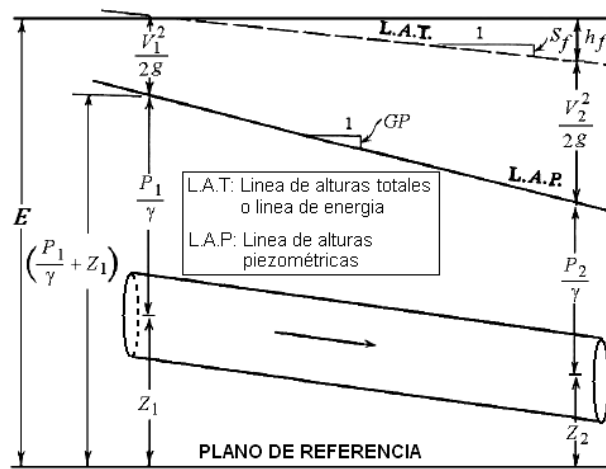 L.A.T.
1
S_f
h_f
V_1^2
2g
V_2^2
2g
1
GP
L.A.P.
P_1
γ
L.A.T: Linea de alturas totales
o linea de energia
L.A.P: Linea de alturas
piezométricas
E
(P_1/γ + Z_1)
P_2
γ
Z_1
Z_2
PLANO DE REFERENCIA